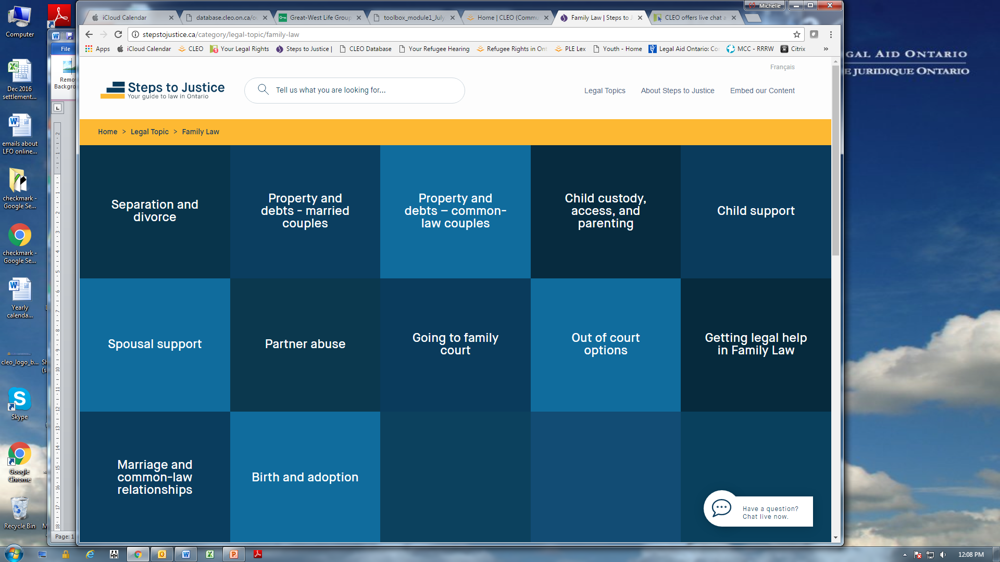 Michelle
iCloud Calendar
database.cleo.on.ca/ou
Great-West Life Group
toolbox_module1_July
Home | CLEO (Commu
Family Law | Steps to J
CLEO offers live chat a
stepstojustice.ca/category/legal-topic/family-law
Apps
iCloud Calendar
CLEO
Your Legal Rights
Steps to Justice |
CLEO Database
Your Refugee Hearing
Refugee Rights in Ont
PLE Lex
Youth - Home
Legal Aid Ontario: Co
MCC - RRRW
Citrix
»
Français
Steps to Justice
Your guide to law in Ontario
Tell us what you are looking for...
Legal Topics
About Steps to Justice
Embed our Content
Home > Legal Topic > Family Law
Separation and
divorce
Property and
debts - married
couples
Property and
debts – common-
law couples
Child custody,
access, and
parenting
Child support
Spousal support
Partner abuse
Going to family
court
Out of court
options
Getting legal help
in Family Law
Marriage and
common-law
relationships
Birth and adoption
Have a question?
Chat live now.
GAL AID ONTARIO
E JURIDIQUE ONTARIO
Computer
Dec 2016
settlement...
emails about
LFO online...
checkmark -
Google Se...
checkmark -
Google Se...
Yearly
calenda...
cleo_logo_b...
Sh
(s
Skype
Google
Chrome
Recycle Bin
M
File
Remo
Backgro
Page: 1
12:08 PM